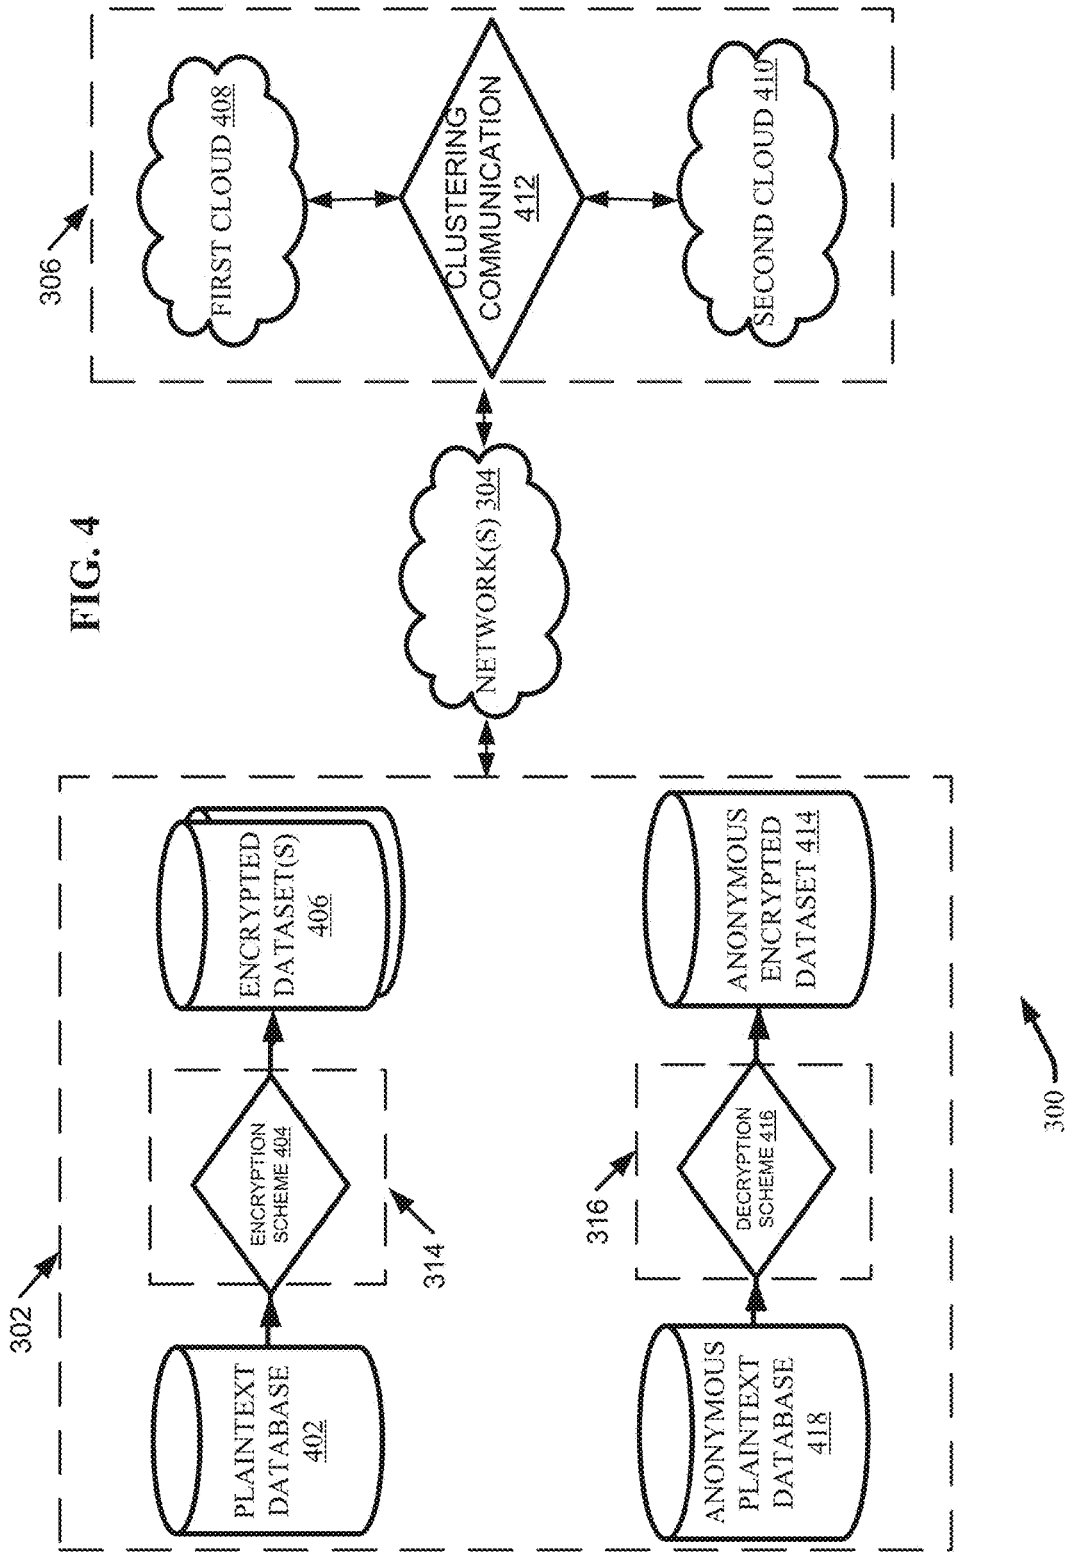 FIG. 4
302
306
PLAINTEXT
DATABASE
402
ENCRYPTION
SCHEME 404
314
ENCRYPTED
DATASET(S)
406
NETWORK(S) 304
FIRST CLOUD 408
CLUSTERING
COMMUNICATION
412
SECOND CLOUD 410
316
ANONYMOUS
PLAINTEXT
DATABASE
418
DECRYPTION
SCHEME 416
ANONYMOUS
ENCRYPTED
DATASET 414
300